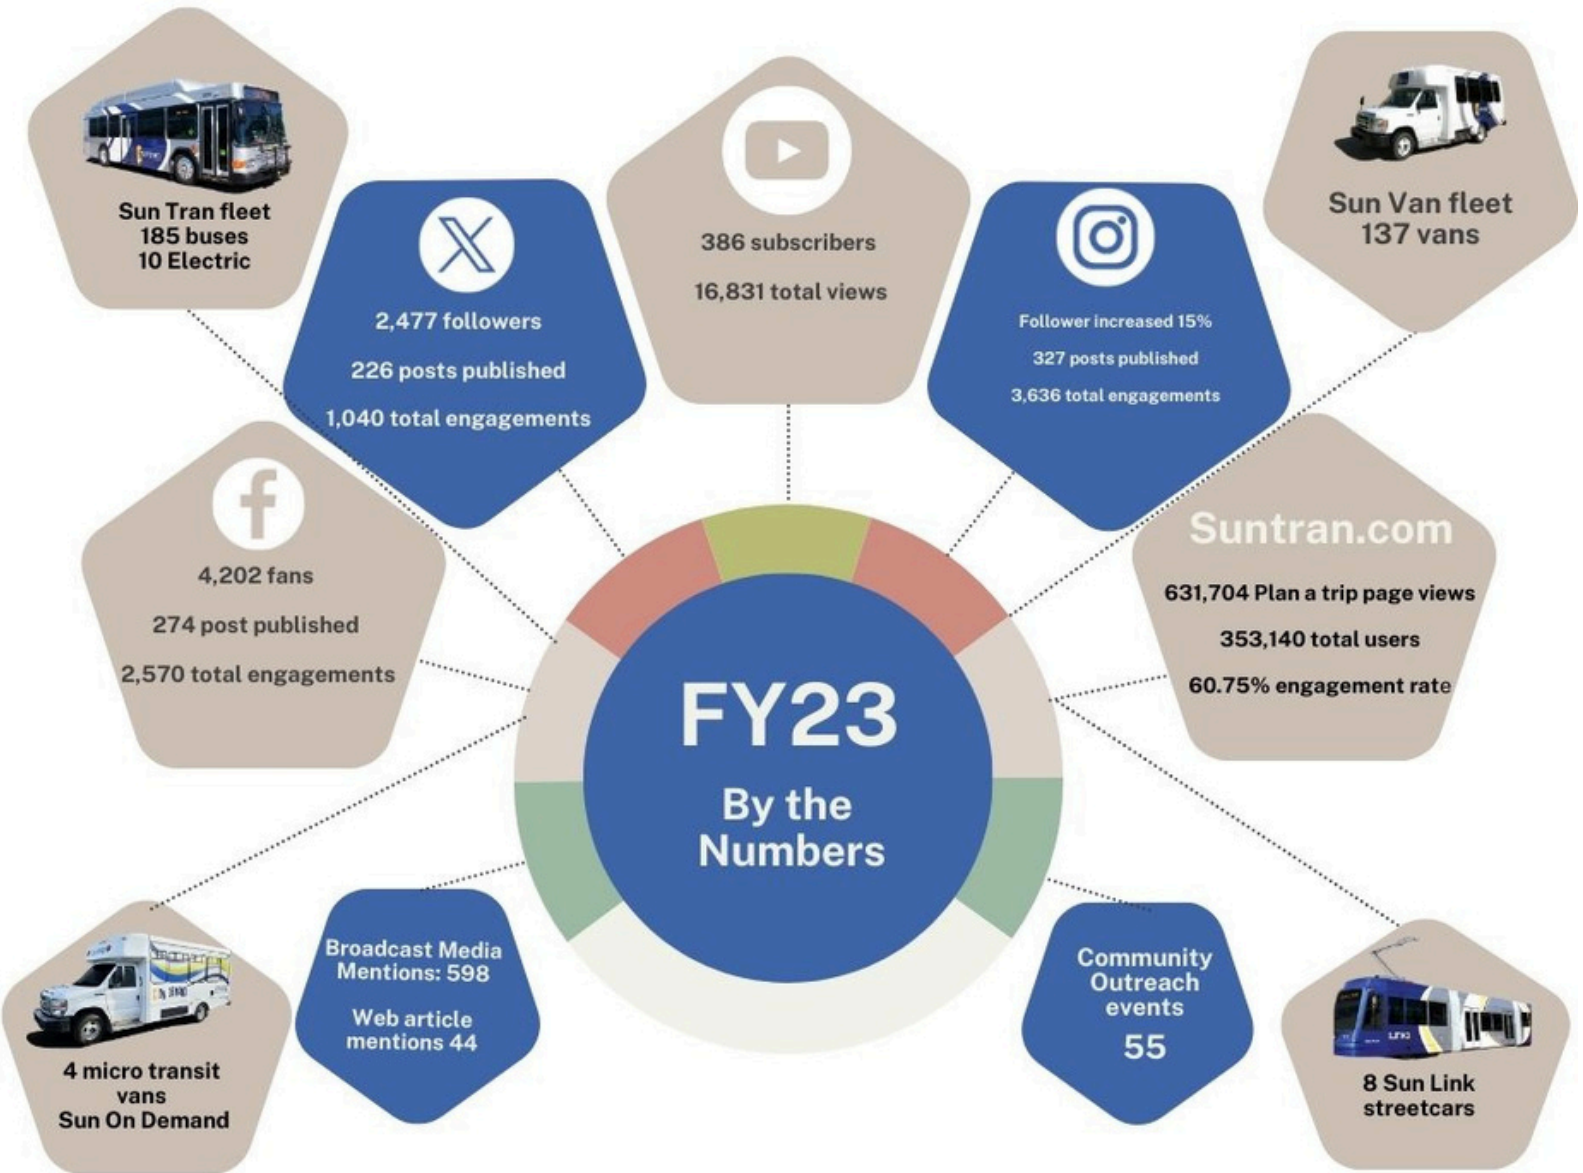 Sun Tran fleet
185 buses
10 Electric
2,477 followers
226 posts published
1,040 total engagements
386 subscribers
16,831 total views
Follower increased 15%
327 posts published
3,636 total engagements
Sun Van fleet
137 vans
4,202 fans
274 post published
2,570 total engagements
Suntran.com
631,704 Plan a trip page views
353,140 total users
60.75% engagement rate
FY23
By the
Numbers
4 micro transit
vans
Sun On Demand
Broadcast Media
Mentions: 598
Web article
mentions 44
Community
Outreach
events
55
LINK
8 Sun Link
streetcars